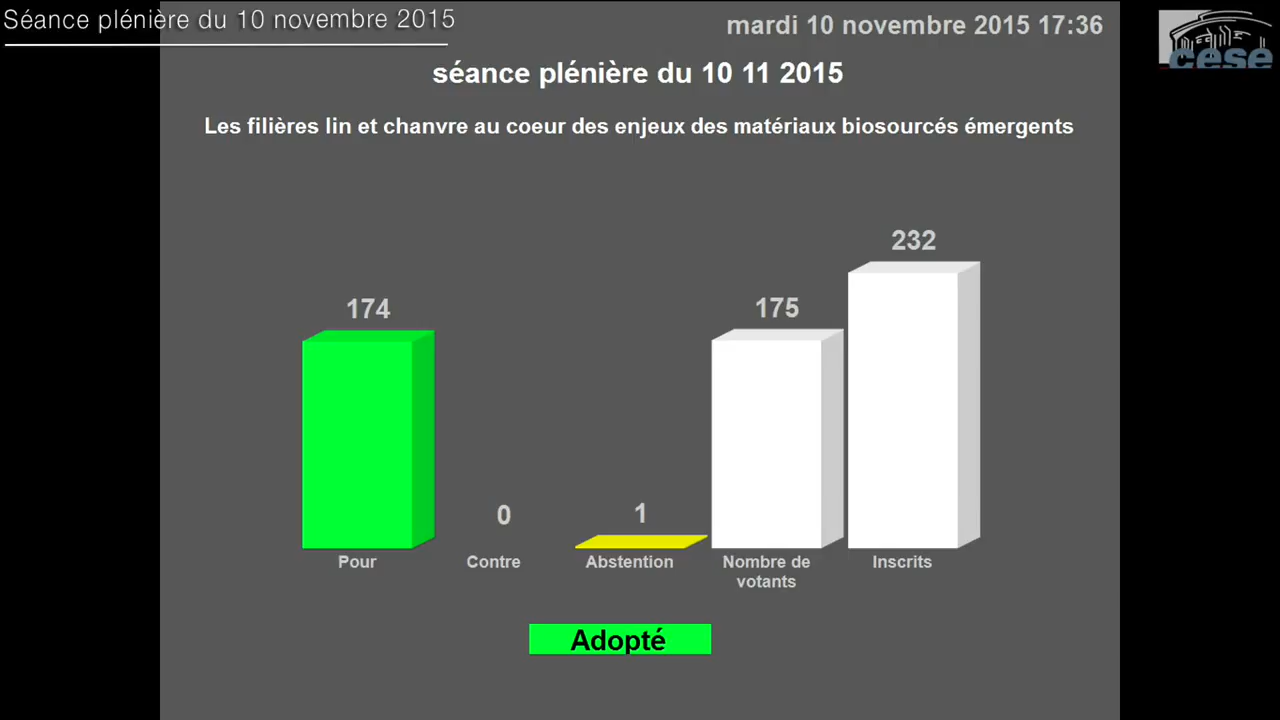 Séance plénière du 10 novembre 2015
mardi 10 novembre 2015 17:36
cese
séance plénière du 10 11 2015
Les filières lin et chanvre au coeur des enjeux des matériaux biosourcés émergents
232
174
175
0
1
Pour
Contre
Abstention
Nombre de
votants
Inscrits
Adopté